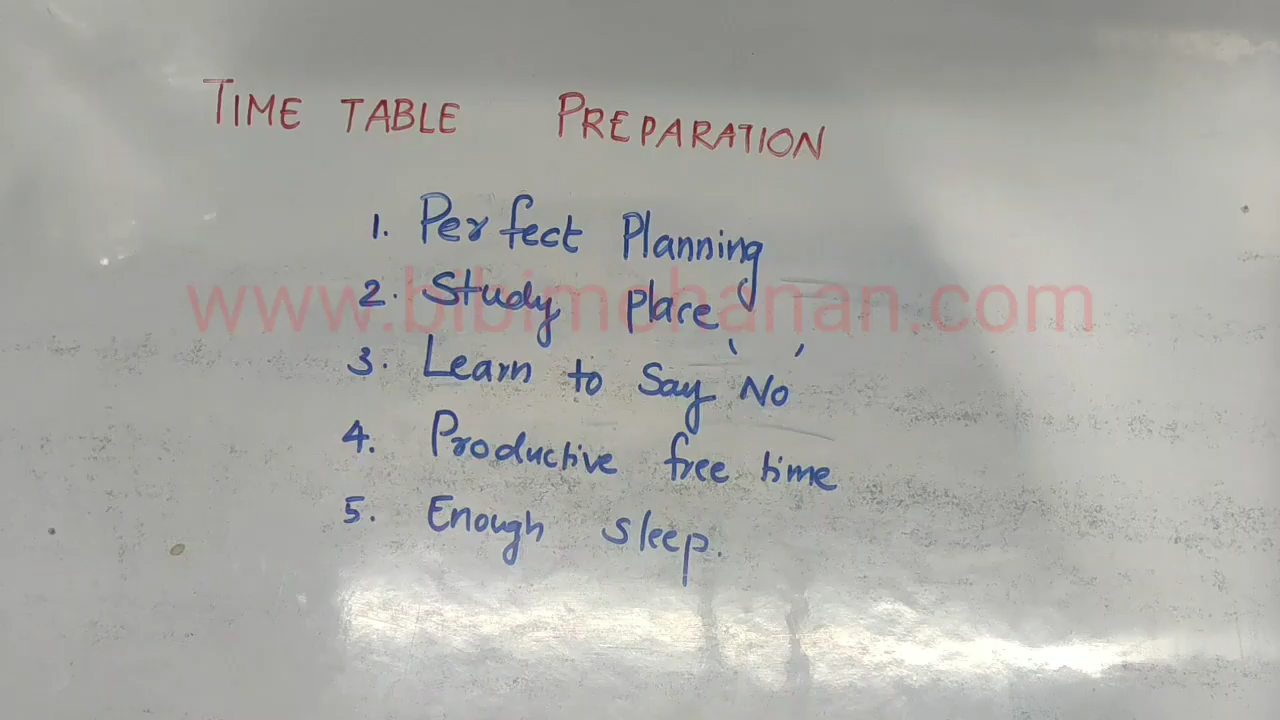 TIME TABLE PREPARATION
1. Perfect Planning
2. Study place
www.bibimohanan.com
3. Learn to Say 'No'
4. Productive free time
5. Enough sleep.